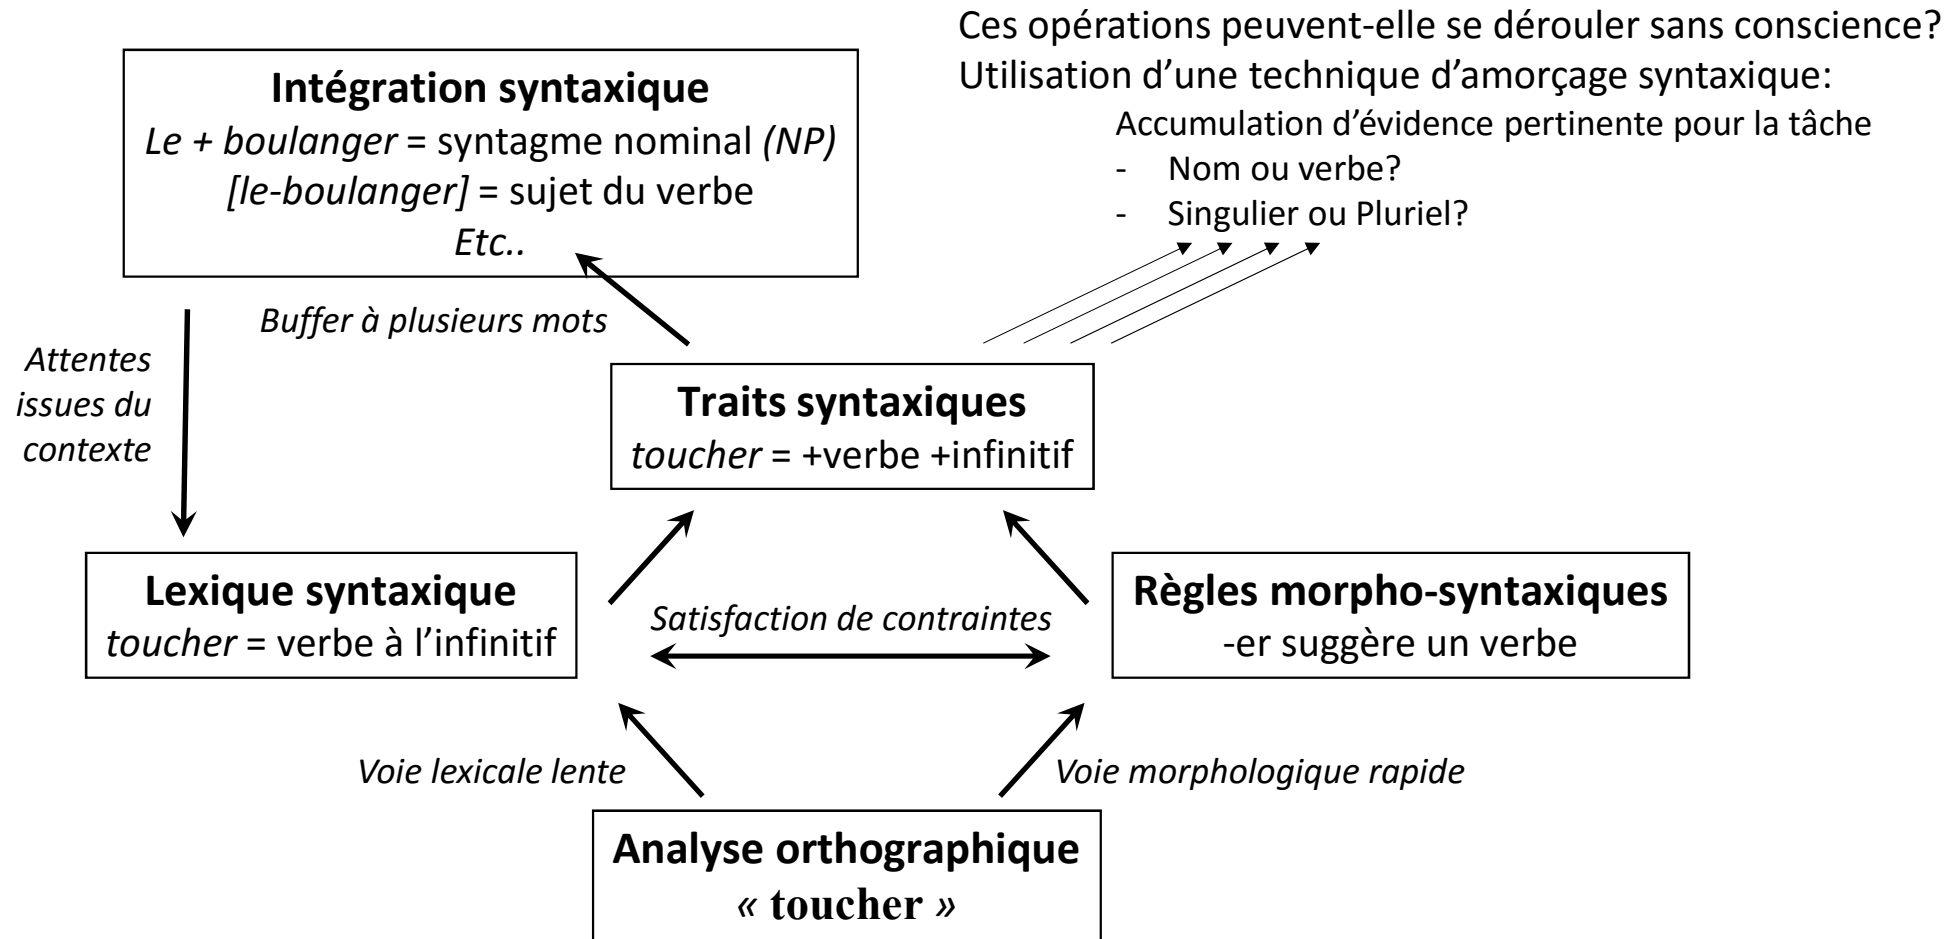 Ces opérations peuvent-elle se dérouler sans conscience?
Utilisation d'une technique d'amorçage syntaxique:
Accumulation d'évidence pertinente pour la tâche
- Nom ou verbe?
- Singulier ou Pluriel?
Intégration syntaxique
Le + boulanger = syntagme nominal (NP)
[le-boulanger] = sujet du verbe
Etc..
Buffer à plusieurs mots
Attentes
issues du
contexte
Traits syntaxiques
toucher = +verbe +infinitif
Lexique syntaxique
toucher = verbe à l'infinitif
Satisfaction de contraintes
Règles morpho-syntaxiques
-er suggère un verbe
Voie lexicale lente
Voie morphologique rapide
Analyse orthographique
« toucher »